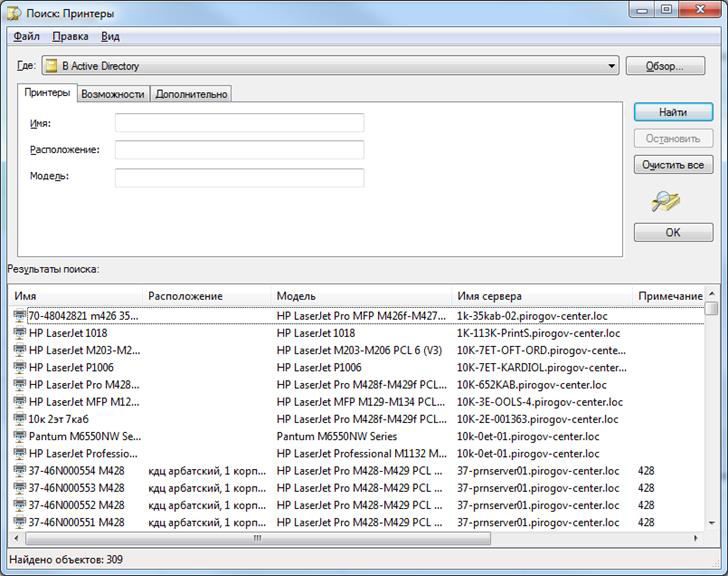 Поиск: Принтеры
Файл Правка Вид
Где: В Active Directory Обзор...
Принтеры Возможности Дополнительно
Найти
Имя:
Остановить
Расположение:
Очистить все
Модель:
OK
Результаты поиска:
Имя Расположение Модель Имя сервера Примечание
70-48042821 m426 35... HP LaserJet Pro MFP M426f-M427... 1k-35kab-02.pirogov-center.loc
HP LaserJet 1018 HP LaserJet 1018 1K-113K-PrintS.pirogov-center.loc
HP LaserJet M203-M2... HP LaserJet M203-M206 PCL 6 (V3) 10K-7ET-OFT-ORD.pirogov-cente...
HP LaserJet P1006 HP LaserJet P1006 10K-7ET-KARDIOL.pirogov-center...
HP LaserJet Pro M428... HP LaserJet Pro M428f-M429f PCL... 10K-652KAB.pirogov-center.loc
HP LaserJet MFP M12... HP LaserJet MFP M129-M134 PCL... 10K-3E-OOLS-4.pirogov-center.loc
10к 2эт 7каб HP LaserJet Pro M428f-M429f PCL... 10K-2E-001363.pirogov-center.loc
Pantum M6550NW Se... Pantum M6550NW Series 10k-0et-01.pirogov-center.loc
HP LaserJet Professio... HP LaserJet Professional M1132 M... 10k-0et-01.pirogov-center.loc
37-46N000554 M428 кдц арбатский, 1 корп... HP LaserJet Pro M428-M429 PCL ... 37-prnserver01.pirogov-center.loc 428
37-46N000553 M428 кдц арбатский, 1 корп... HP LaserJet Pro M428-M429 PCL ... 37-prnserver01.pirogov-center.loc 428
37-46N000552 M428 кдц арбатский, 1 корп... HP LaserJet Pro M428-M429 PCL ... 37-prnserver01.pirogov-center.loc 428
37-46N000551 M428 кдц арбатский, 1 корп... HP LaserJet Pro M428-M429 PCL ... 37-prnserver01.pirogov-center.loc 428
Найдено объектов: 309